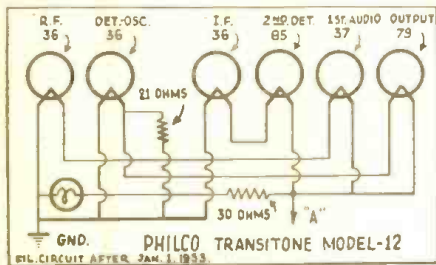 R.F. DET.-OSC. I.F. 2ND. DET. 1ST. AUDIO OUTPUT
36 36 36 85 37 79
21 OHMS
30 OHMS
"A"
GND. PHILCO TRANSITONE MODEL-12
FIL. CIRCUIT AFTER JAN. 1, 1933.